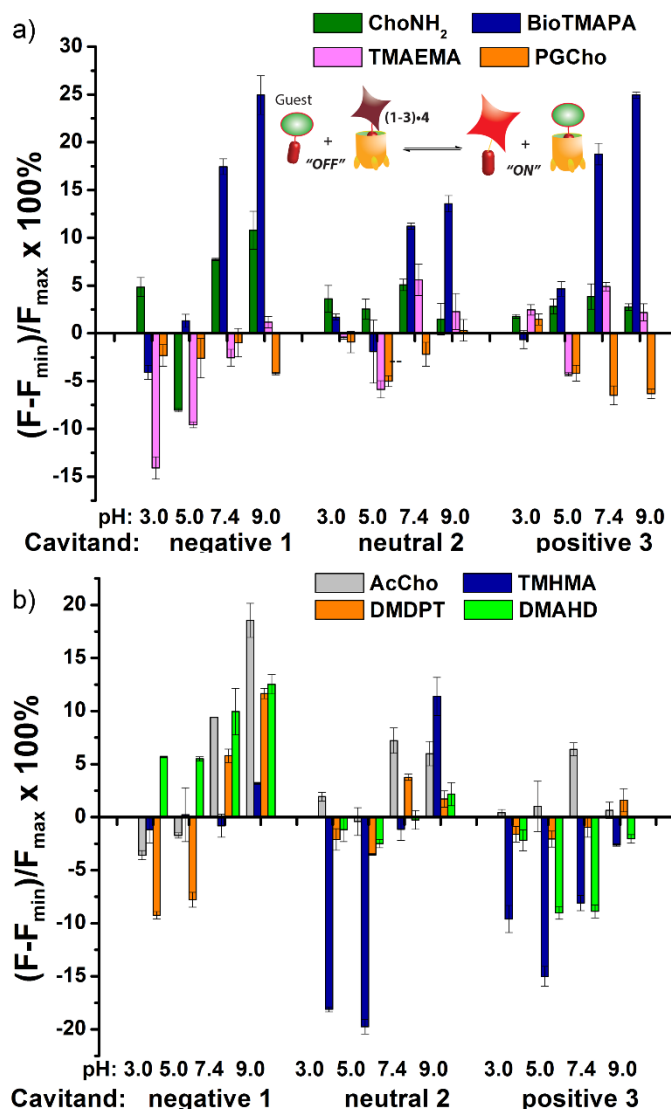 a)
ChoNH₂ BioTMAPA
TMAEMA PGCho
30
25
20
15
10
5
0
-5
-10
-15
(F-Fmin)/Fmax x 100%
Guest
(1-3)•4
+
+
"OFF"
"ON"
pH: 3.0 5.0 7.4 9.0 3.0 5.0 7.4 9.0 3.0 5.0 7.4 9.0
Cavitand: negative 1 neutral 2 positive 3
b)
AcCho TMHMA
DMDPT DMAHD
20
15
10
5
0
-5
-10
-15
-20
(F-Fmin)/Fmax x 100%
pH: 3.0 5.0 7.4 9.0 3.0 5.0 7.4 9.0 3.0 5.0 7.4 9.0
Cavitand: negative 1 neutral 2 positive 3